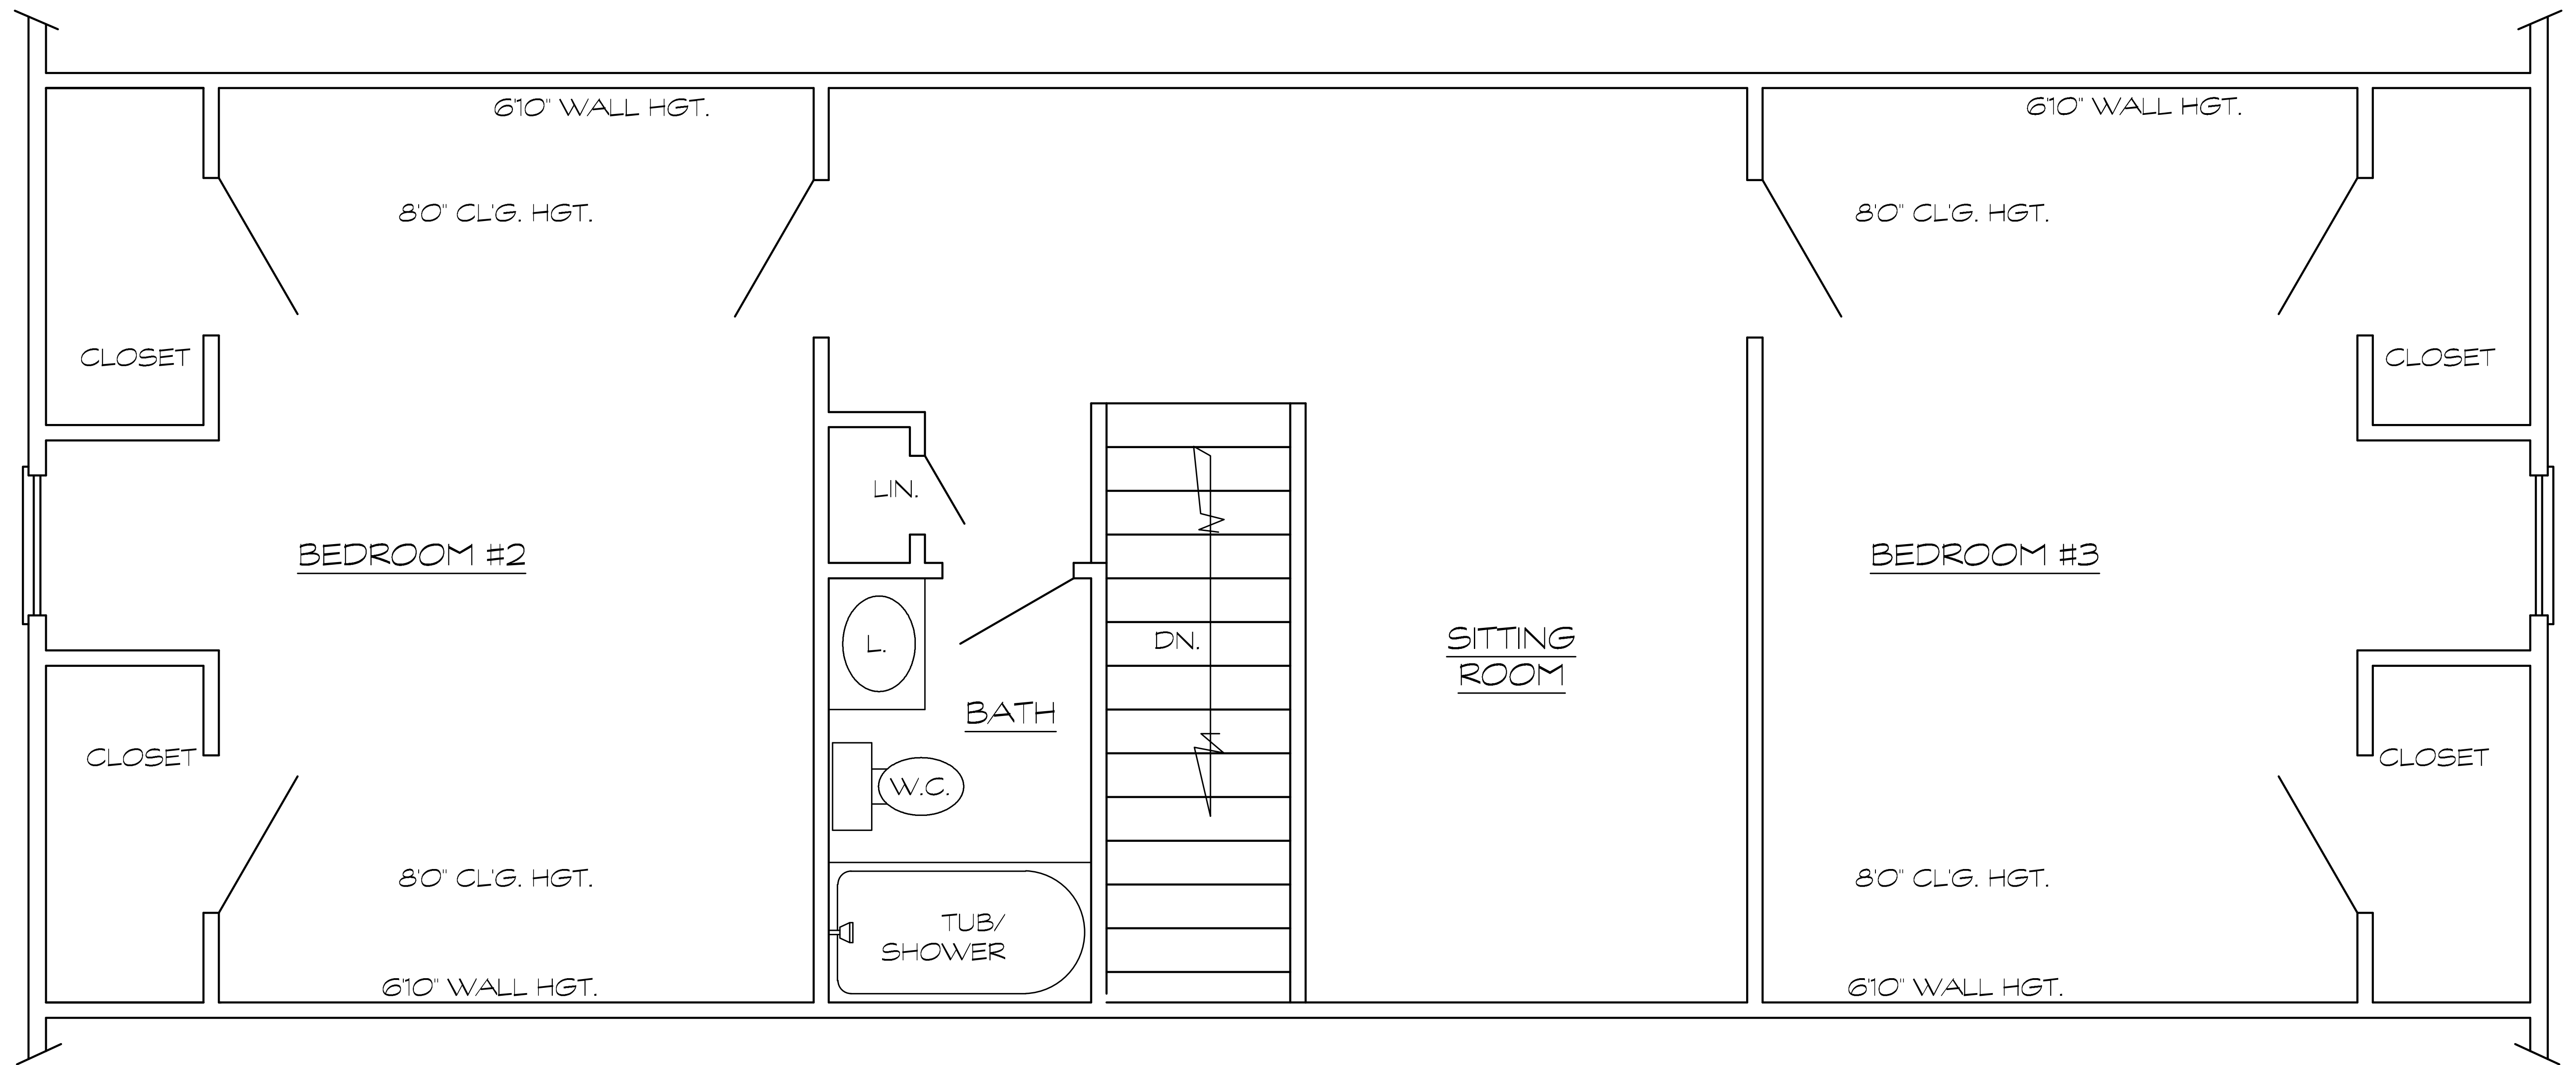 6'10" WALL HGT.
6'10" WALL HGT.
8'0" CL'G. HGT.
8'0" CL'G. HGT.
CLOSET
CLOSET
LIN.
BEDROOM #2
BEDROOM #3
L.
DN.
SITTING
ROOM
BATH
CLOSET
CLOSET
W.C.
8'0" CL'G. HGT.
8'0" CL'G. HGT.
TUB/
SHOWER
6'10" WALL HGT.
6'10" WALL HGT.